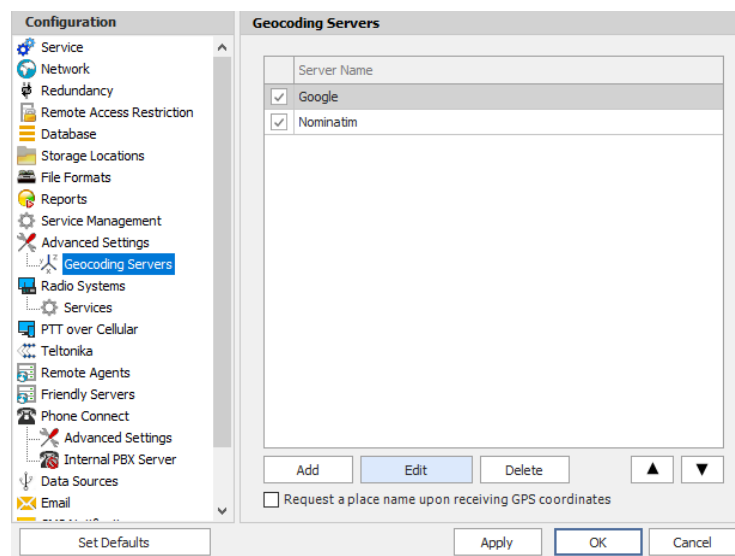 Configuration
Service
Network
Redundancy
Remote Access Restriction
Database
Storage Locations
File Formats
Reports
Service Management
Advanced Settings
Geocoding Servers
Radio Systems
Services
PTT over Cellular
Teltonika
Remote Agents
Friendly Servers
Phone Connect
Advanced Settings
Internal PBX Server
Data Sources
Email
Set Defaults
Geocoding Servers
Server Name
Google
Nominatim
Add Edit Delete
Request a place name upon receiving GPS coordinates
Apply OK Cancel